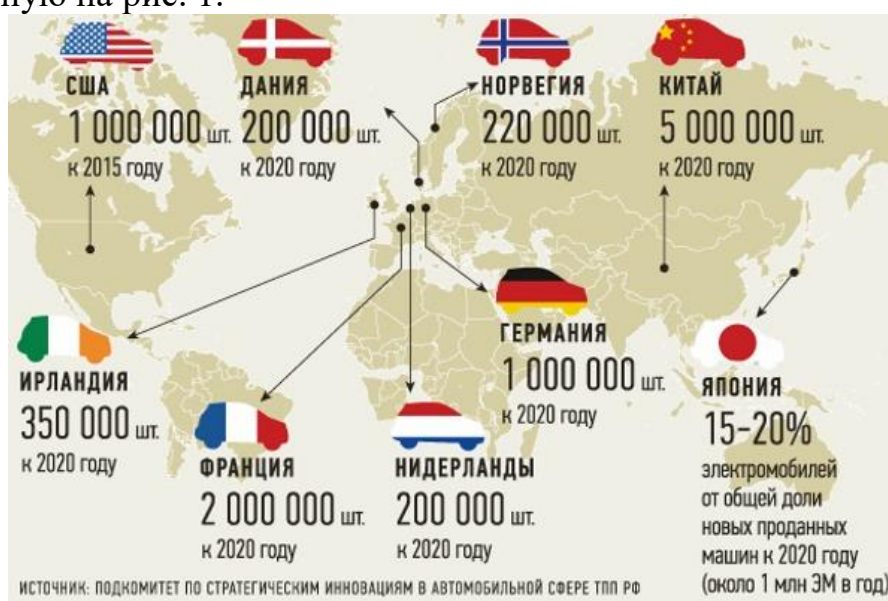 ную на рис. 1.
США
1 000 000 шт.
к 2015 году
ДАНИЯ
200 000 шт.
к 2020 году
НОРВЕГИЯ
220 000 шт.
к 2020 году
КИТАЙ
5 000 000 шт.
к 2020 году
ИРЛАНДИЯ
350 000 шт.
к 2020 году
ФРАНЦИЯ
2 000 000 шт.
к 2020 году
НИДЕРЛАНДЫ
200 000 шт.
к 2020 году
ГЕРМАНИЯ
1 000 000 шт.
к 2020 году
ЯПОНИЯ
15–20%
электромобилей
от общей доли
новых проданных
машин к 2020 году
(около 1 млн ЭМ в год)
ИСТОЧНИК: ПОДКОМИТЕТ ПО СТРАТЕГИЧЕСКИМ ИННОВАЦИЯМ В АВТОМОБИЛЬНОЙ СФЕРЕ ТПП РФ